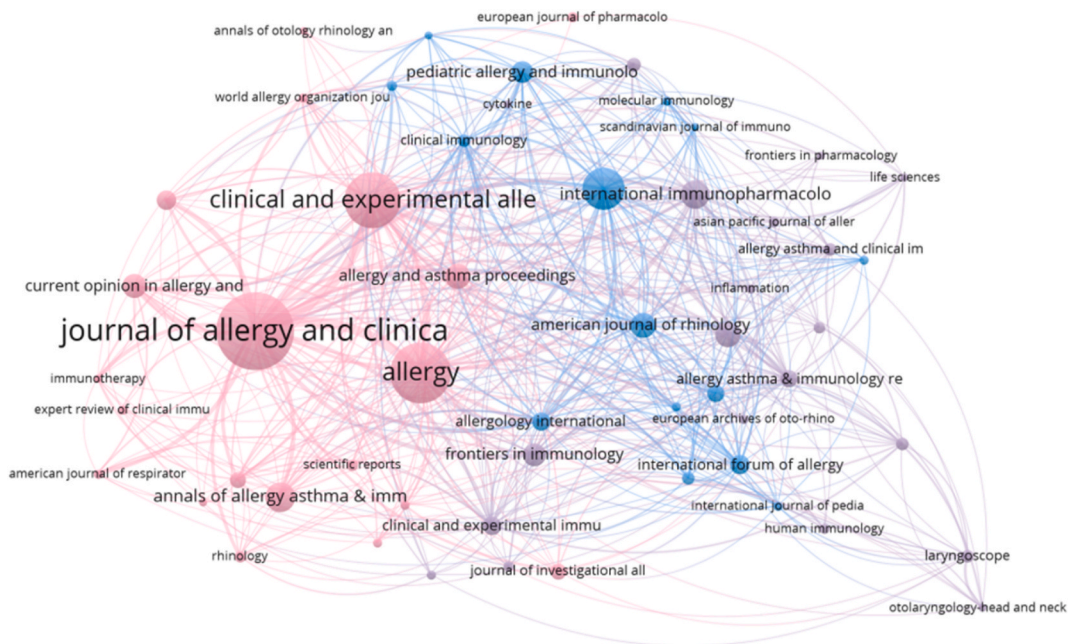 european journal of pharmacolo
annals of otology rhinology an
pediatric allergy and immunolo
world allergy organization jou
cytokine
molecular immunology
scandinavian journal of immuno
clinical immunology
frontiers in pharmacology
life sciences
clinical and experimental alle
international immunopharmacolo
asian pacific journal of aller
allergy asthma and clinical im
allergy and asthma proceedings
current opinion in allergy and
inflammation
journal of allergy and clinica
american journal of rhinology
allergy
immunotherapy
allergy asthma & immunology re
expert review of clinical immu
allergology international
european archives of oto-rhino
frontiers in immunology
scientific reports
international forum of allergy
american journal of respirator
annals of allergy asthma & imm
international journal of pedia
clinical and experimental immu
human immunology
rhinology
laryngoscope
journal of investigational all
otolaryngology-head and neck